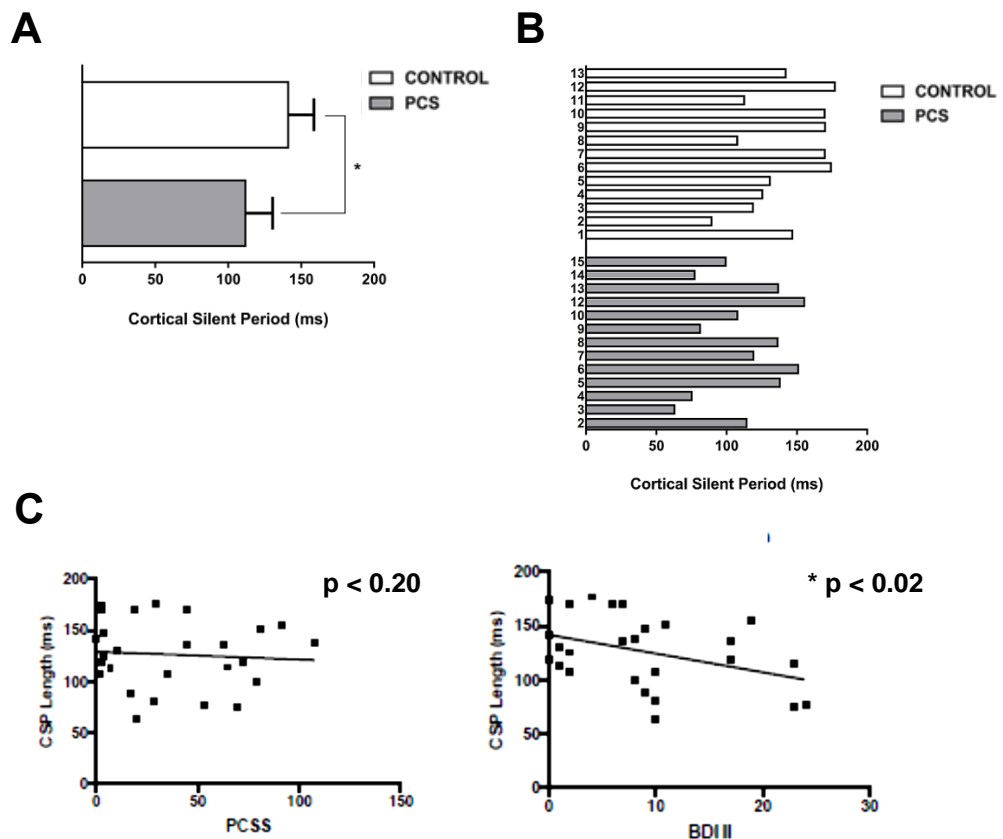 A
CONTROL
PCS
*
0 50 100 150 200
Cortical Silent Period (ms)
B
13
12
11
10
9
8
7
6
5
4
3
2
1
15
14
13
12
10
9
8
7
6
5
4
3
2
CONTROL
PCS
0 50 100 150 200
Cortical Silent Period (ms)
C
p < 0.20
200
150
100
50
0
CSP Length (ms)
0 50 100 150
PCSS
* p < 0.02
200
150
100
50
0
CSP Length (ms)
0 10 20 30
BDI II